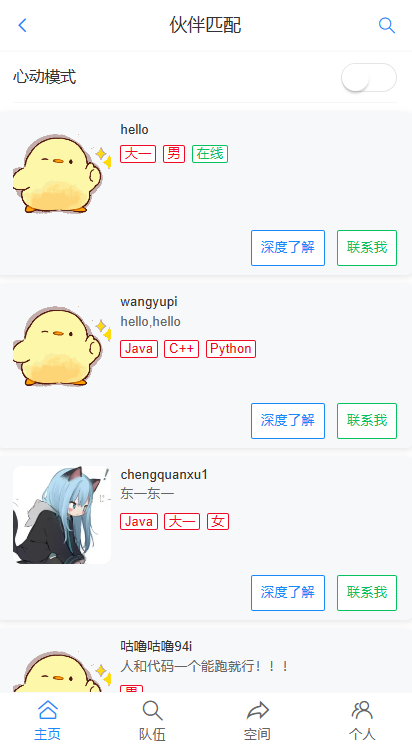 伙伴匹配
心动模式
hello
大一 男 在线
深度了解 联系我
wangyupi
hello,hello
Java C++ Python
深度了解 联系我
chengquanxu1
东一东一
Java 大一 女
深度了解 联系我
咕噜咕噜94i
人和代码一个能跑就行！！！
男
主页 队伍 空间 个人